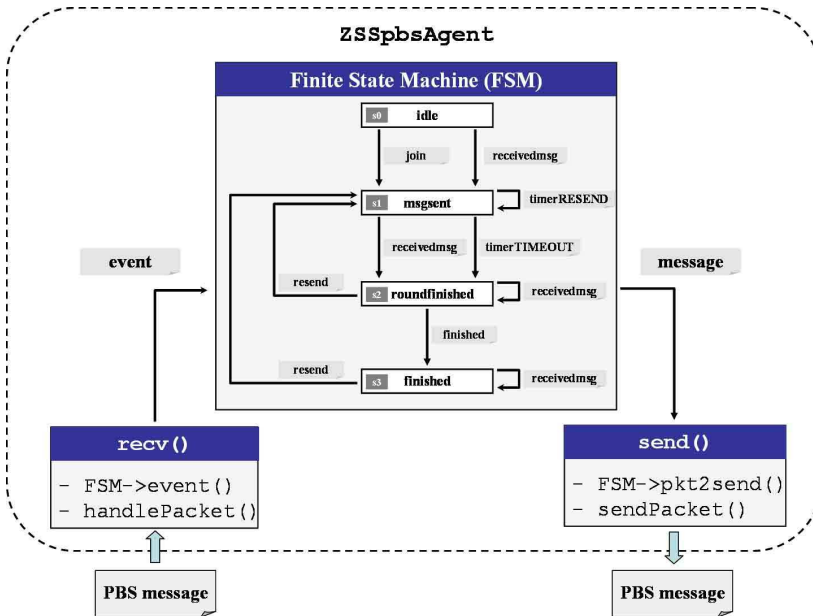 ZSSpbsAgent
Finite State Machine (FSM)
s0 idle
join
receivedmsg
s1 msgsent
timerRESEND
receivedmsg
timerTIMEOUT
event
message
resend
s2 roundfinished
receivedmsg
finished
resend
s3 finished
receivedmsg
recv()
- FSM->event()
- handlePacket()
send()
- FSM->pkt2send()
- sendPacket()
PBS message
PBS message